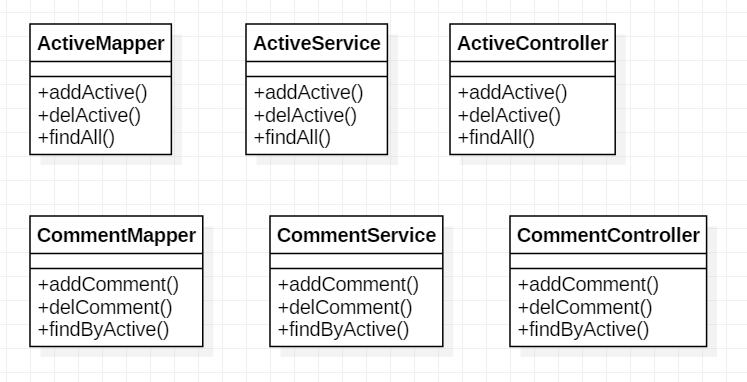 ActiveMapper
+addActive()
+delActive()
+findAll()
ActiveService
+addActive()
+delActive()
+findAll()
ActiveController
+addActive()
+delActive()
+findAll()
CommentMapper
+addComment()
+delComment()
+findByActive()
CommentService
+addComment()
+delComment()
+findByActive()
CommentController
+addComment()
+delComment()
+findByActive()